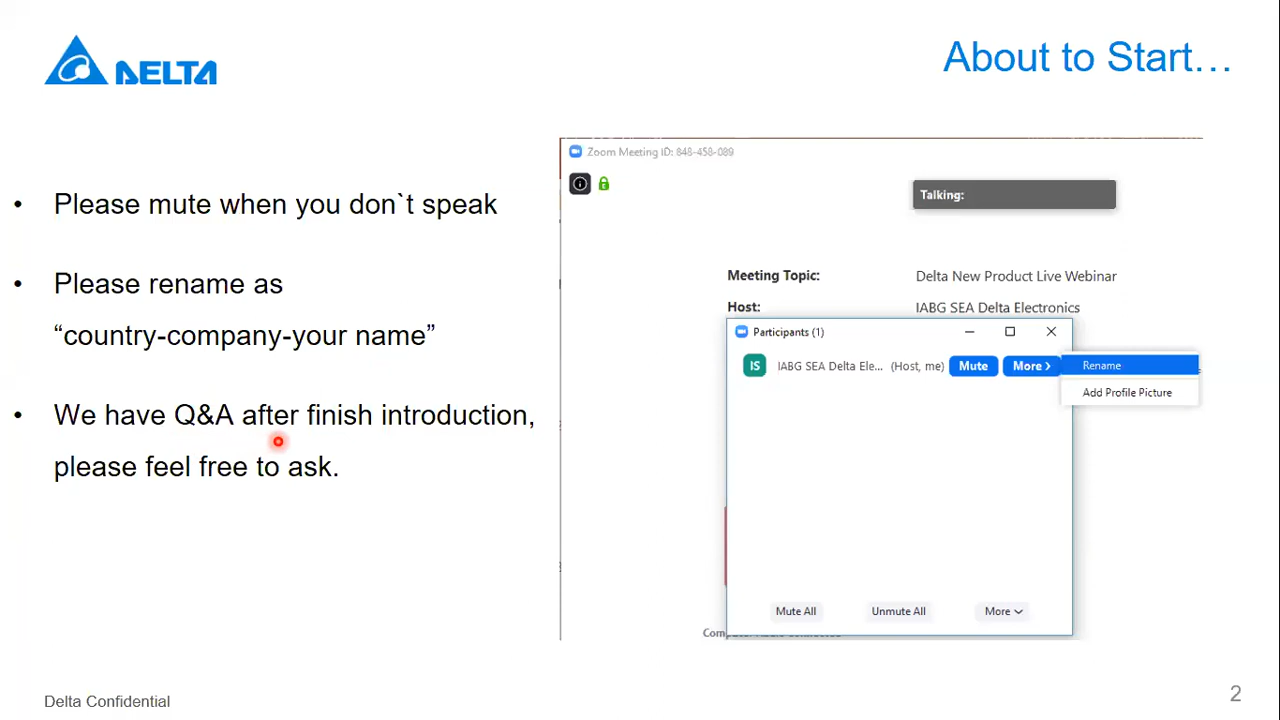 DELTA
About to Start…
• Please mute when you don`t speak
• Please rename as
“country-company-your name”
• We have Q&A after finish introduction,
please feel free to ask.
Zoom Meeting ID: 848-458-089
Talking:
Meeting Topic: Delta New Product Live Webinar
Host: IABG SEA Delta Electronics
Participants (1)
IS IABG SEA Delta Ele... (Host, me) Mute More > Rename
Add Profile Picture
Mute All Unmute All More
Delta Confidential
2